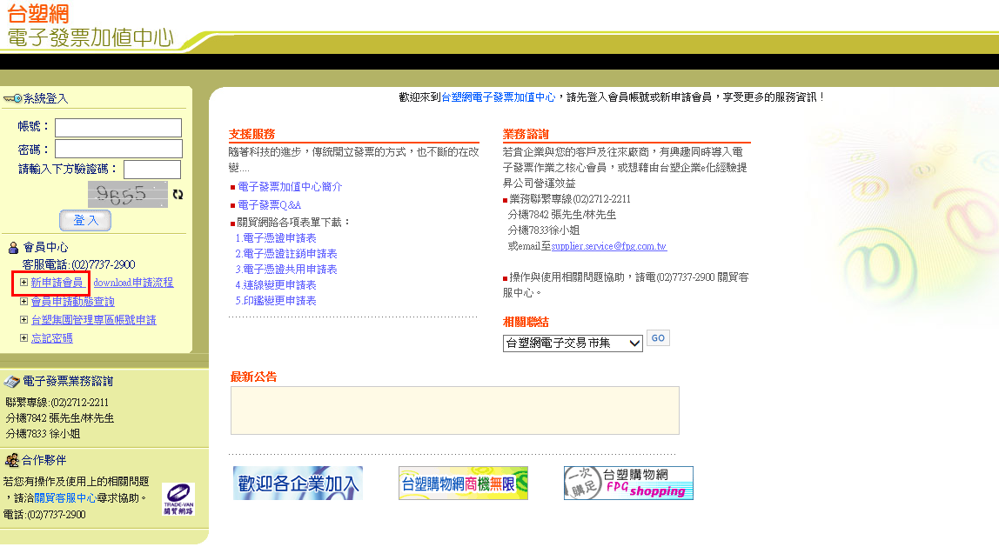 台塑網
電子發票加值中心
系統登入
帳號：
密碼：
請輸入下方驗證碼：
9655
登 入
會員中心
客服電話:(02)7737-2900
新申請會員 download申請流程
會員申請動態查詢
台塑集團管理專區帳號申請
忘記密碼
電子發票業務諮詢
聯繫專線:(02)2712-2211
分機7842 張先生/林先生
分機7833 徐小姐
合作夥伴
若您有操作及使用上的相關問題
，請洽關貿客服中心尋求協助。
電話:(02)7737-2900
TRADE-VAN
關貿網路
歡迎來到台塑網電子發票加值中心，請先登入會員帳號或新申請會員，享受更多的服務資訊！
支援服務
隨著科技的進步，傳統開立發票的方式，也不斷的在改
變....
電子發票加值中心簡介
電子發票Q&A
關貿網路各項表單下載：
1.電子憑證申請表
2.電子憑證註銷申請表
3.電子憑證共用申請表
4.連線變更申請表
5.印鑑變更申請表
業務諮詢
若貴企業與您的客戶及往來廠商，有興趣同時導入電
子發票作業之核心會員，或想藉由台塑企業e化經驗提
昇公司營運效益
業務聯繫專線(02)2712-2211
分機7842 張先生/林先生
分機7833徐小姐
或email至supplier.service@fpg.com.tw
操作與使用相關問題協助，請電(02)7737-2900 關貿客
服中心。
相關聯結
台塑網電子交易市集 GO
最新公告
歡迎各企業加入
台塑購物網商機無限
一次購足
台塑購物網
FPG shopping